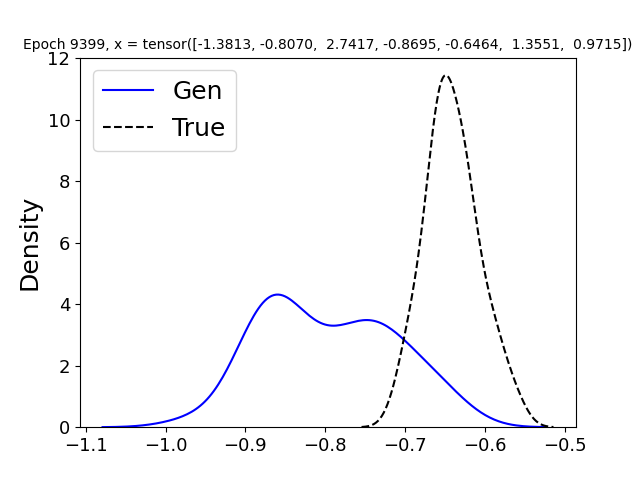 Epoch 9399, x = tensor([-1.3813, -0.8070,  2.7417, -0.8695, -0.6464,  1.3551,  0.9715])
12
10
8
6
4
2
0
Density
Gen
True
−1.1 −1.0 −0.9 −0.8 −0.7 −0.6 −0.5